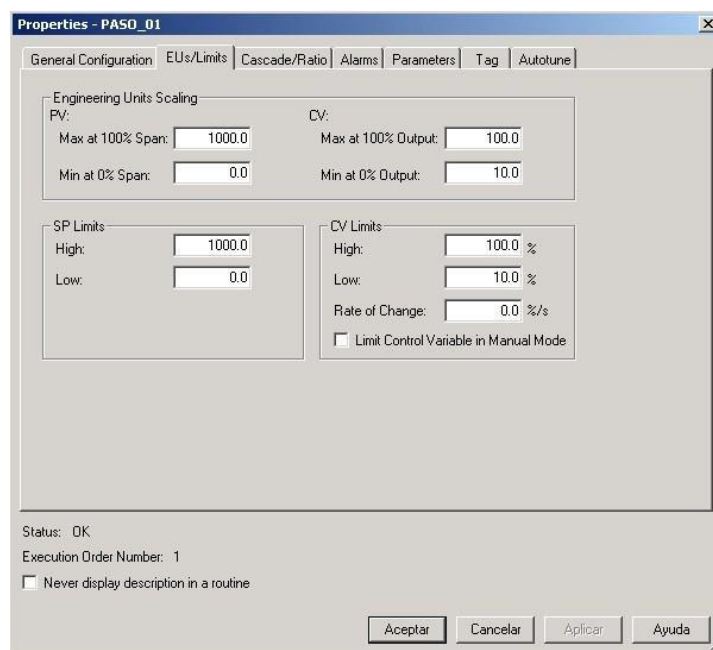 Properties - PASO_01
General Configuration EUs/Limits Cascade/Ratio Alarms Parameters Tag Autotune
Engineering Units Scaling
PV: CV:
Max at 100% Span: 1000.0 Max at 100% Output: 100.0
Min at 0% Span: 0.0 Min at 0% Output: 10.0
SP Limits CV Limits
High: 1000.0 High: 100.0 %
Low: 0.0 Low: 10.0 %
Rate of Change: 0.0 %/s
Limit Control Variable in Manual Mode
Status: OK
Execution Order Number: 1
Never display description in a routine
Aceptar Cancelar Aplicar Ayuda